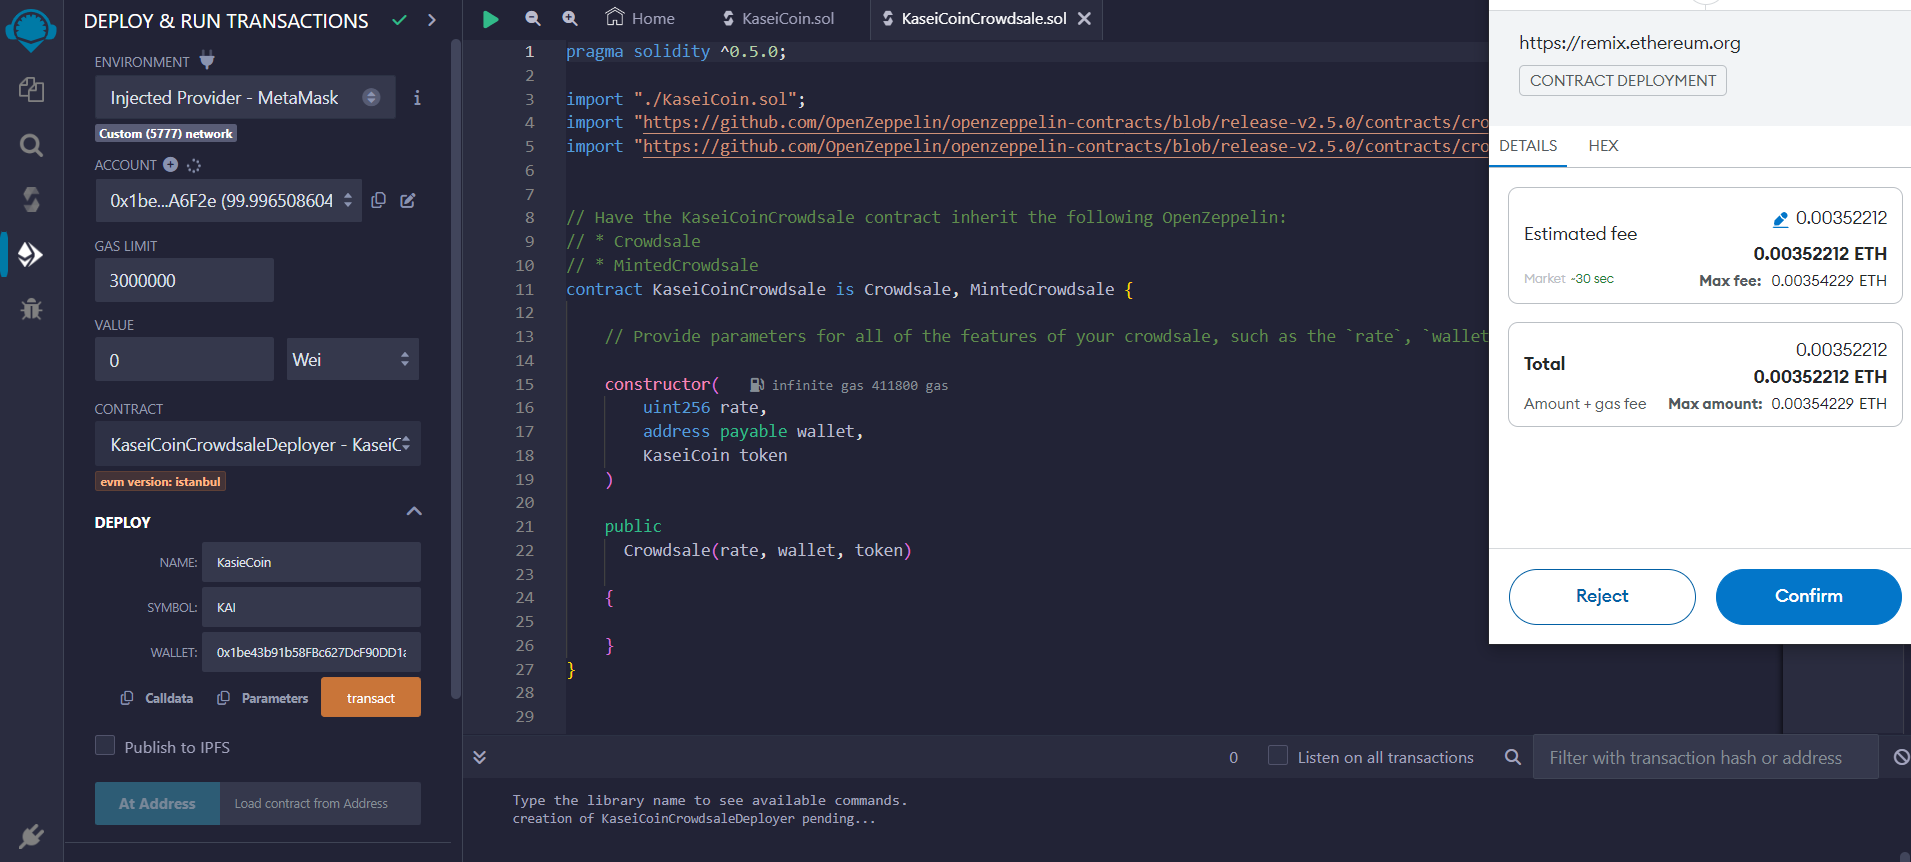 DEPLOY & RUN TRANSACTIONS
ENVIRONMENT
Injected Provider - MetaMask
Custom (5777) network
ACCOUNT
0x1be...A6F2e (99.996508604
GAS LIMIT
3000000
VALUE
0
Wei
CONTRACT
KaseiCoinCrowdsaleDeployer - KaseiC
evm version: istanbul
DEPLOY
NAME:
KasieCoin
SYMBOL:
KAI
WALLET:
0x1be43b91b58FBc627DcF90DD1a
Calldata
Parameters
transact
Publish to IPFS
At Address
Load contract from Address
Home
KaseiCoin.sol
KaseiCoinCrowdsale.sol
1 pragma solidity ^0.5.0;
2
3 import "./KaseiCoin.sol";
4 import "https://github.com/OpenZeppelin/openzeppelin-contracts/blob/release-v2.5.0/contracts/cro
5 import "https://github.com/OpenZeppelin/openzeppelin-contracts/blob/release-v2.5.0/contracts/cro
6
7
8 // Have the KaseiCoinCrowdsale contract inherit the following OpenZeppelin:
9 // * Crowdsale
10 // * MintedCrowdsale
11 contract KaseiCoinCrowdsale is Crowdsale, MintedCrowdsale {
12
13 // Provide parameters for all of the features of your crowdsale, such as the `rate`, `wallet
14
15 constructor( infinite gas 411800 gas
16 uint256 rate,
17 address payable wallet,
18 KaseiCoin token
19 )
20
21 public
22 Crowdsale(rate, wallet, token)
23
24 {
25
26 }
27 }
28
29
0
Listen on all transactions
Filter with transaction hash or address
Type the library name to see available commands.
creation of KaseiCoinCrowdsaleDeployer pending...
https://remix.ethereum.org
CONTRACT DEPLOYMENT
DETAILS
HEX
0.00352212
Estimated fee
0.00352212 ETH
Market ~30 sec
Max fee: 0.00354229 ETH
0.00352212
Total
0.00352212 ETH
Amount + gas fee
Max amount: 0.00354229 ETH
Reject
Confirm